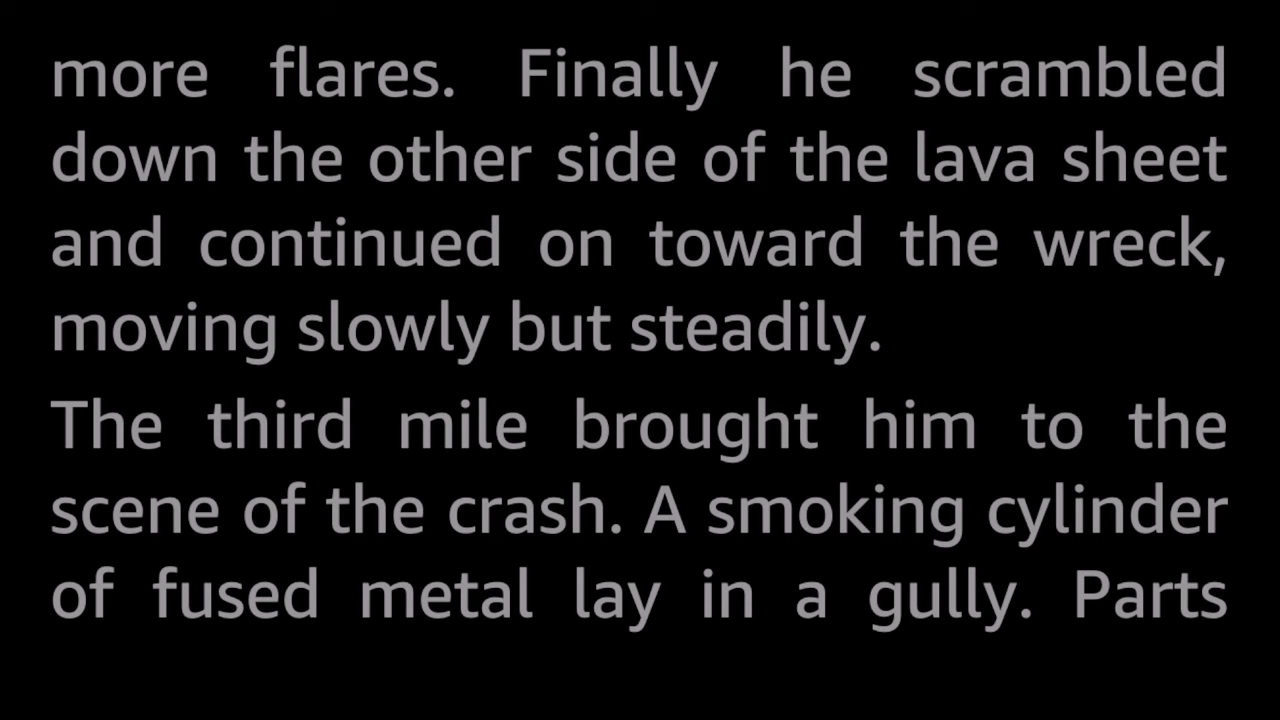 more flares. Finally he scrambled
down the other side of the lava sheet
and continued on toward the wreck,
moving slowly but steadily.
The third mile brought him to the
scene of the crash. A smoking cylinder
of fused metal lay in a gully. Parts